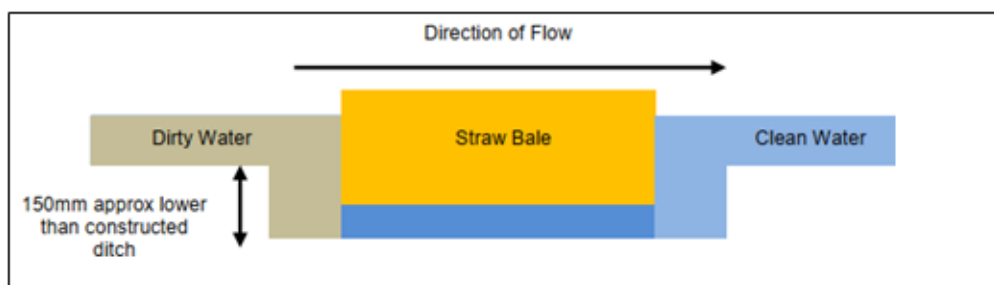 Direction of Flow
Dirty Water
Straw Bale
Clean Water
150mm approx lower
than constructed
ditch